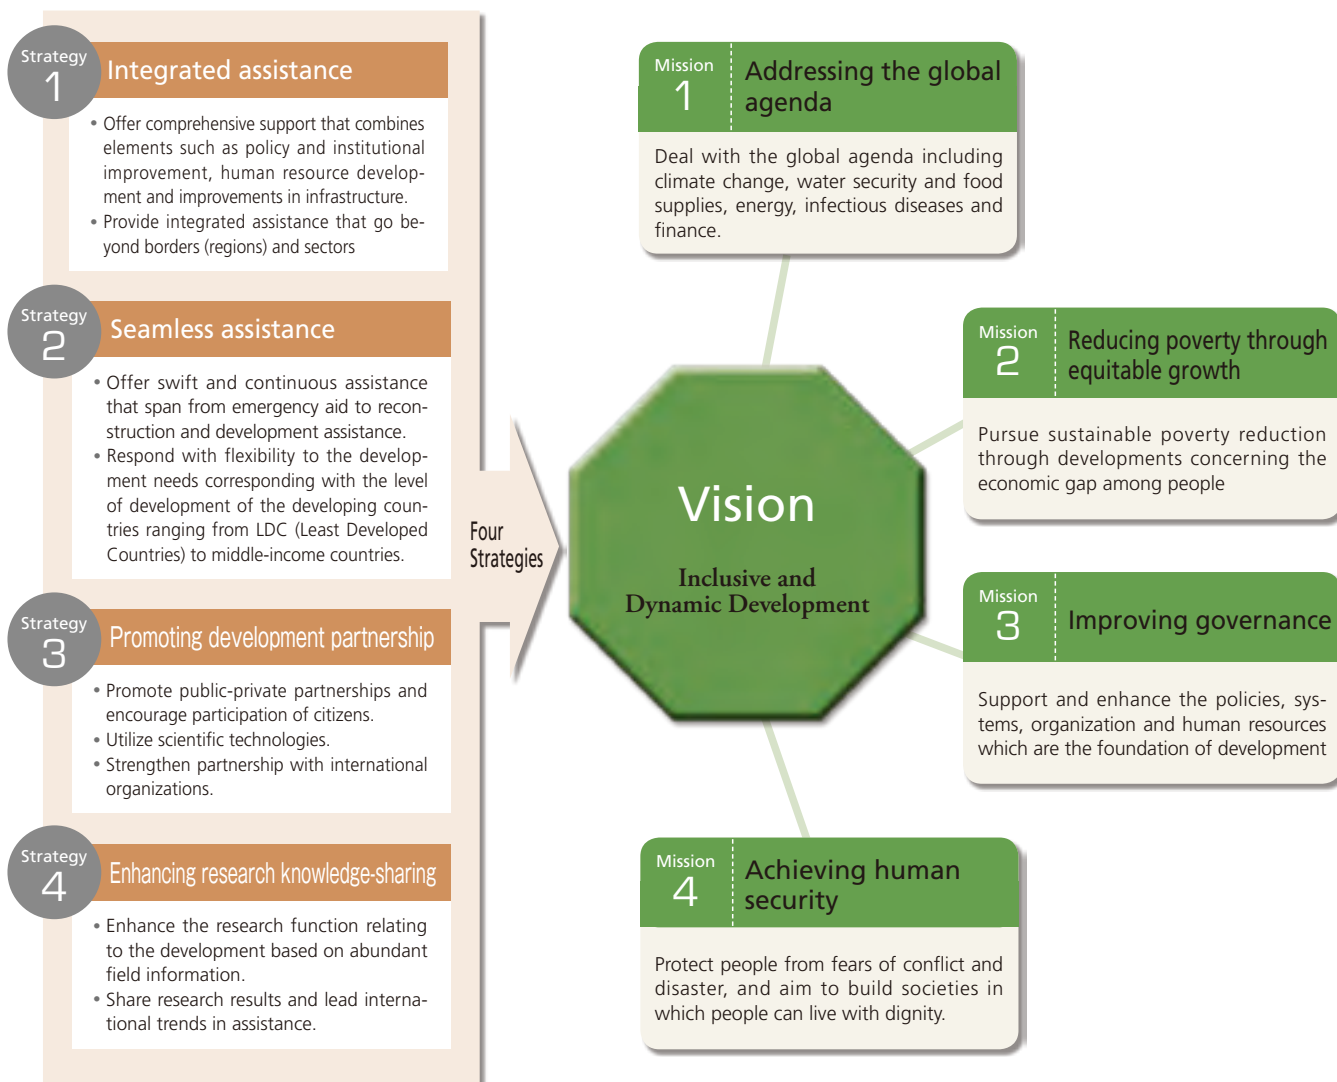 Strategy
1
Integrated assistance
• Offer comprehensive support that combines
elements such as policy and institutional
improvement, human resource develop-
ment and improvements in infrastructure.
• Provide integrated assistance that go be-
yond borders (regions) and sectors
Strategy
2
Seamless assistance
• Offer swift and continuous assistance
that span from emergency aid to recon-
struction and development assistance.
• Respond with flexibility to the develop-
ment needs corresponding with the level
of development of the developing coun-
tries ranging from LDC (Least Developed
Countries) to middle-income countries.
Strategy
3
Promoting development partnership
• Promote public-private partnerships and
encourage participation of citizens.
• Utilize scientific technologies.
• Strengthen partnership with international
organizations.
Strategy
4
Enhancing research knowledge-sharing
• Enhance the research function relating
to the development based on abundant
field information.
• Share research results and lead interna-
tional trends in assistance.
Four
Strategies
Vision
Inclusive and
Dynamic Development
Mission
1
Addressing the global
agenda
Deal with the global agenda including
climate change, water security and food
supplies, energy, infectious diseases and
finance.
Mission
2
Reducing poverty through
equitable growth
Pursue sustainable poverty reduction
through developments concerning the
economic gap among people
Mission
3
Improving governance
Support and enhance the policies, sys-
tems, organization and human resources
which are the foundation of development
Mission
4
Achieving human
security
Protect people from fears of conflict and
disaster, and aim to build societies in
which people can live with dignity.